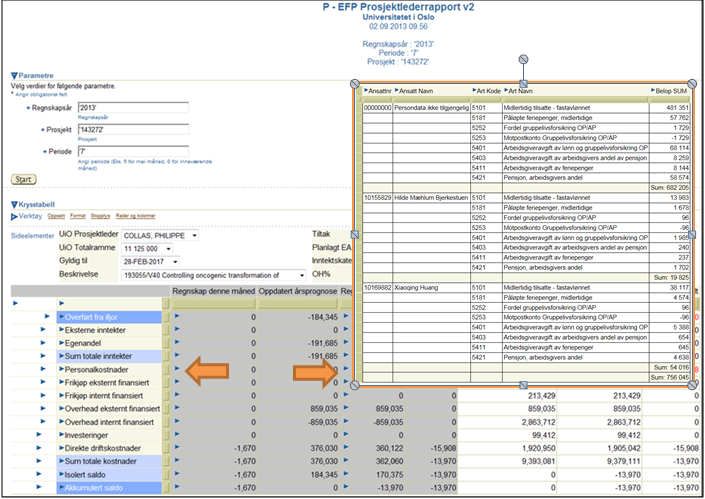 P - EFP Prosjektlederrapport v2
Universitetet i Oslo
02.09.2013 09:56
Regnskapsår : '2013'
Periode : '7'
Prosjekt : '143272'
Parametre
Velg verdier for følgende parametre.
* Angir obligatorisk felt
* Regnskapsår '2013'
Regnskapsår
* Prosjekt '143272'
Prosjekt
* Periode '7'
Angi periode (Eks. 5 for mai måned, 0 for inneværende
måned)
Start
Krysstabell
Verktøy Oppsett Format Stopplys Rader og kolonner
Sideelementer UiO Prosjektleder COLLAS, PHILIPPE Tiltak
UiO Totalramme 11 125 000 Planlagt EA
Gyldig til 28-FEB-2017 Inntektskate
Beskrivelse 193055/V40 Controlling oncogenic transformation of OH%
Ansattnr Ansatt Navn Art Kode Art Navn Belop SUM
00000000 Persondata ikke tilgjengelig 5101 Midlertidig tilsatte - fastavlønnet 481 351
5181 Påløpte feriepenger, midlertidige 57 762
5252 Fordel gruppelivsforsikring OP/AP 1 729
5253 Motpostkonto Gruppelivsforsikring OP/AP -1 729
5401 Arbeidsgiveravgift av lønn og gruppelivsforsikring OP 68 114
5403 Arbeidsgiveravgift a arbeidsgivers andel av pensjon 8 259
5411 Arbeidsgiveravgift av feriepenger 8 144
5421 Pensjon, arbeidsgivers andel 58 574
Sum: 682 205
10155829 Hilde Mæhlum Bjerkestuen 5101 Midlertidig tilsatte - fastavlønnet 13 983
5181 Påløpte feriepenger, midlertidige 1 678
5252 Fordel gruppelivsforsikring OP/AP 96
5253 Motpostkonto Gruppelivsforsikring OP/AP -96
5401 Arbeidsgiveravgift av lønn og gruppelivsforsikring OP 1 985
5403 Arbeidsgiveravgift a arbeidsgivers andel av pensjon 240
5411 Arbeidsgiveravgift av feriepenger 237
5421 Pensjon, arbeidsgivers andel 1 702
Sum: 19 825
10169882 Xiaoqing Huang 5101 Midlertidig tilsatte - fastavlønnet 38 117
5181 Påløpte feriepenger, midlertidige 4 574
5252 Fordel gruppelivsforsikring OP/AP 96
5253 Motpostkonto Gruppelivsforsikring OP/AP -96
5401 Arbeidsgiveravgift av lønn og gruppelivsforsikring OP 5 388
5403 Arbeidsgiveravgift a arbeidsgivers andel av pensjon 654
5411 Arbeidsgiveravgift av feriepenger 645
5421 Pensjon, arbeidsgivers andel 4 638
Sum: 54 016
Sum: 756 045
Regnskap denne måned Oppdatert årsprognose
Overført fra ifjor 0 -184,345
Eksterne inntekter 0 0
Egenandel 0 -191,685
Sum totale inntekter 0 -191,685
Personalkostnader 0 0
Frikjøp eksternt finansiert 0 0
Frikjøp internt finansiert 0 0 0 0 213,429 213,429 0
Overhead eksternt finansiert 0 859,035 859,035 0 859,035 859,035 0
Overhead internt finansiert 0 -859,035 -859,035 0 2,863,712 2,863,712 0
Investeringer 0 0 0 0 99,412 99,412 0
Direkte driftskostnader -1,670 376,030 360,122 -15,908 1,920,950 1,905,042 -15,908
Sum totale kostnader -1,670 376,030 362,060 -13,970 9,393,081 9,379,111 -13,970
Isolert saldo -1,670 184,345 170,375 -13,970 0 -13,970 -13,970
Akkumulert saldo -1,670 0 -13,970 -13,970 0 -13,970 -13,970